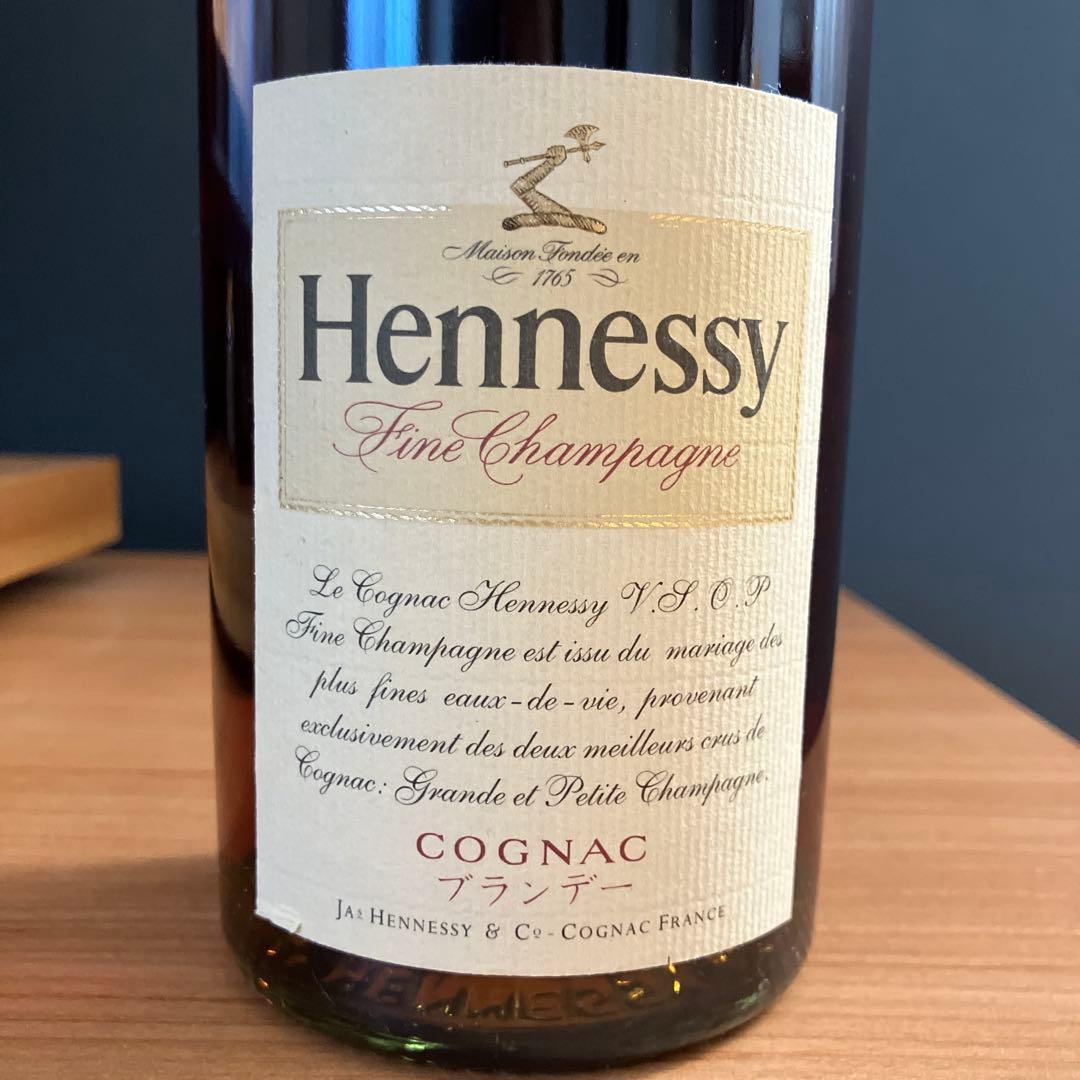 Maison Fondée en
1765
Hennessy
Fine Champagne
Le Cognac Hennessy V.S.O.P
Fine Champagne est issu du mariage des
plus fines eaux-de-vie, provenant
exclusivement des deux meilleurs crus de
Cognac: Grande et Petite Champagne.
COGNAC
ブランデー
JAs HENNESSY & Co - COGNAC FRANCE
HENNESSY